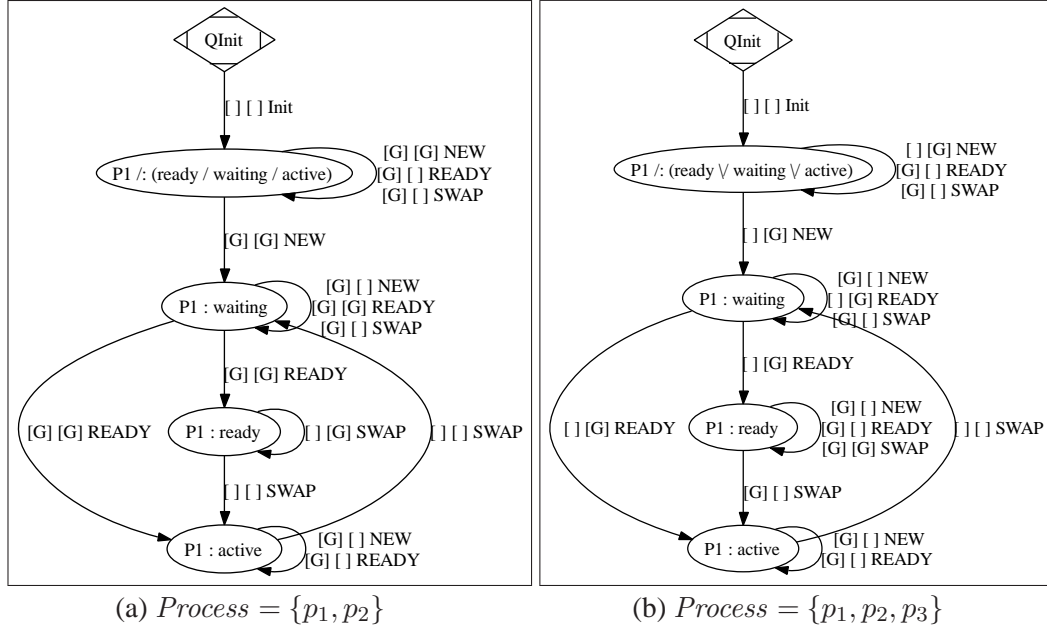 QInit
[ ] [ ] Init
P1 /: (ready / waiting / active)
[G] [G] NEW
[G] [ ] READY
[G] [ ] SWAP
[G] [G] NEW
P1 : waiting
[G] [ ] NEW
[G] [G] READY
[G] [ ] SWAP
[G] [G] READY
[G] [G] READY
P1 : ready
[ ] [G] SWAP
[ ] [ ] SWAP
[ ] [ ] SWAP
P1 : active
[G] [ ] NEW
[G] [ ] READY
(a) Process = {p1, p2}
QInit
[ ] [ ] Init
P1 /: (ready \/ waiting \/ active)
[ ] [G] NEW
[G] [ ] READY
[G] [ ] SWAP
[ ] [G] NEW
P1 : waiting
[G] [ ] NEW
[ ] [G] READY
[G] [ ] SWAP
[ ] [G] READY
[ ] [G] READY
P1 : ready
[G] [ ] NEW
[G] [ ] READY
[G] [G] SWAP
[ ] [ ] SWAP
[G] [ ] SWAP
P1 : active
[G] [ ] NEW
[G] [ ] READY
(b) Process = {p1, p2, p3}